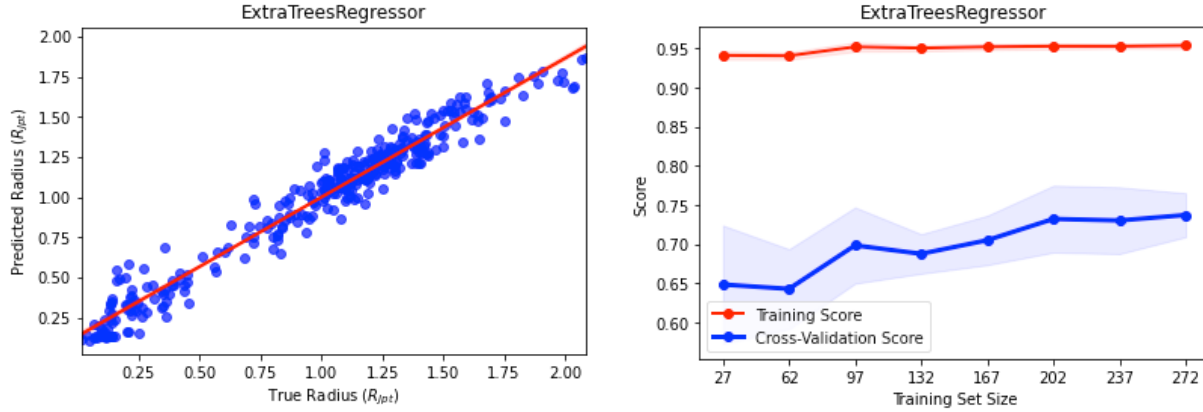 ExtraTreesRegressor
2.00
1.75
1.50
1.25
1.00
0.75
0.50
0.25
Predicted Radius (R_Jpt)
0.25 0.50 0.75 1.00 1.25 1.50 1.75 2.00
True Radius (R_Jpt)
ExtraTreesRegressor
0.95
0.90
0.85
0.80
0.75
0.70
0.65
0.60
Score
Training Score
Cross-Validation Score
27 62 97 132 167 202 237 272
Training Set Size